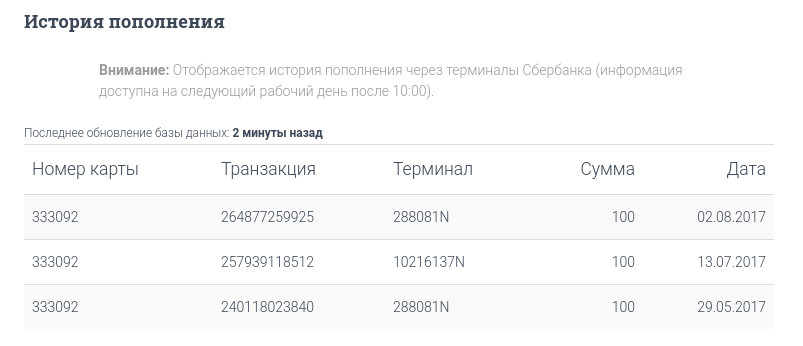 История пополнения
Внимание: Отображается история пополнения через терминалы Сбербанка (информация
доступна на следующий рабочий день после 10:00).
Последнее обновление базы данных: 2 минуты назад
Номер карты Транзакция Терминал Сумма Дата
333092 264877259925 288081N 100 02.08.2017
333092 257939118512 10216137N 100 13.07.2017
333092 240118023840 288081N 100 29.05.2017